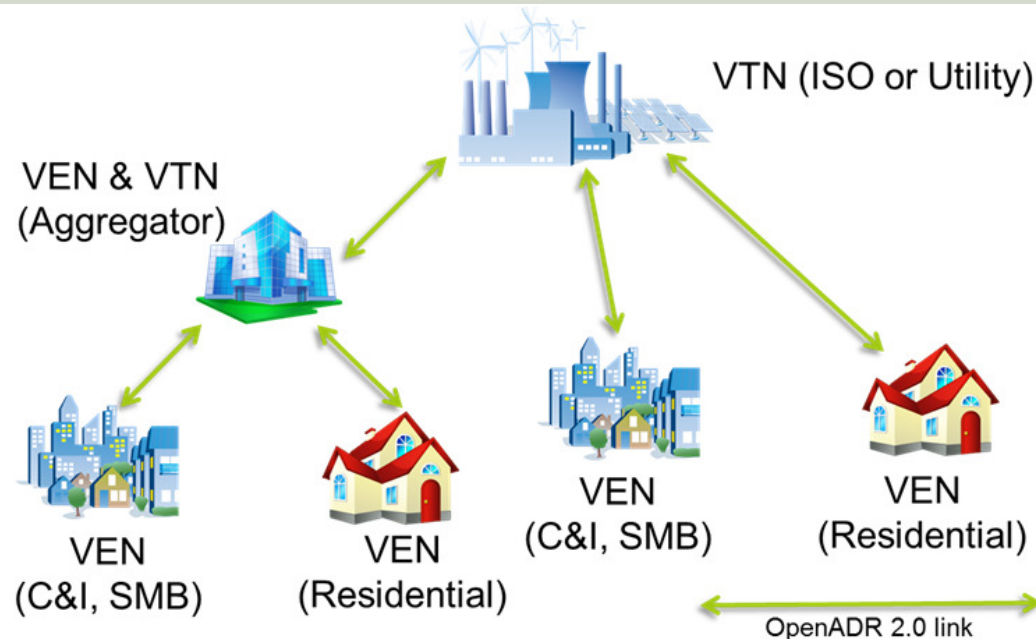 VTN (ISO or Utility)
VEN & VTN
(Aggregator)
VEN
(C&I, SMB)
VEN
(Residential)
VEN
(C&I, SMB)
VEN
(Residential)
OpenADR 2.0 link